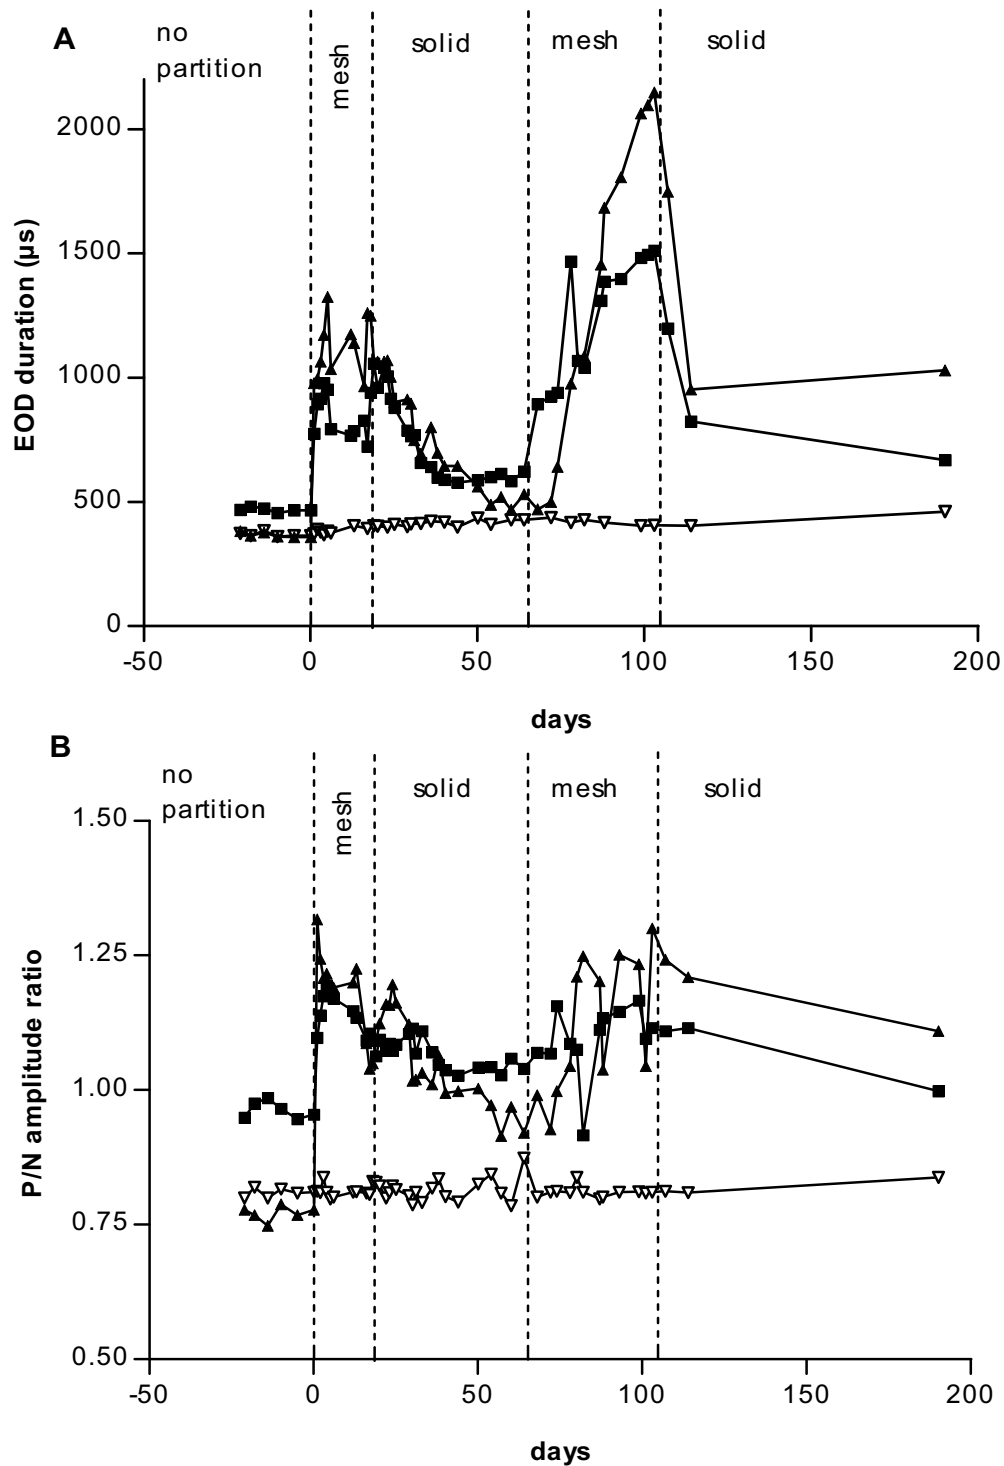 A
no
partition
mesh
solid
mesh
solid
2000
1500
1000
500
0
EOD duration (µs)
-50
0
50
100
150
200
days
B
no
partition
mesh
solid
mesh
solid
1.50
1.25
1.00
0.75
0.50
P/N amplitude ratio
-50
0
50
100
150
200
days